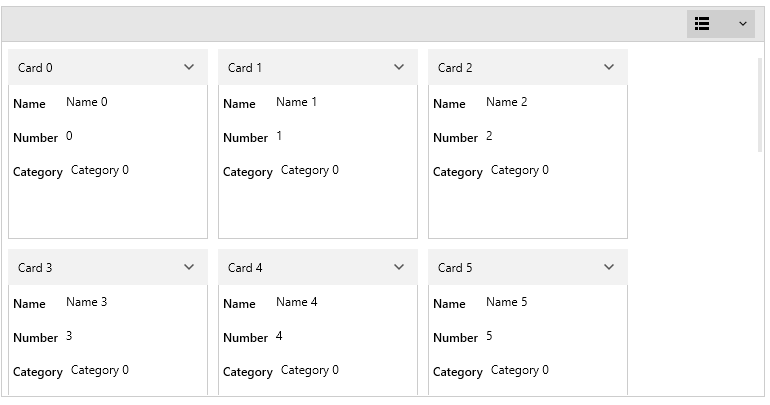 Card 0 Card 1 Card 2
Name Name 0 Name Name 1 Name Name 2
Number 0 Number 1 Number 2
Category Category 0 Category Category 0 Category Category 0
Card 3 Card 4 Card 5
Name Name 3 Name Name 4 Name Name 5
Number 3 Number 4 Number 5
Category Category 0 Category Category 0 Category Category 0